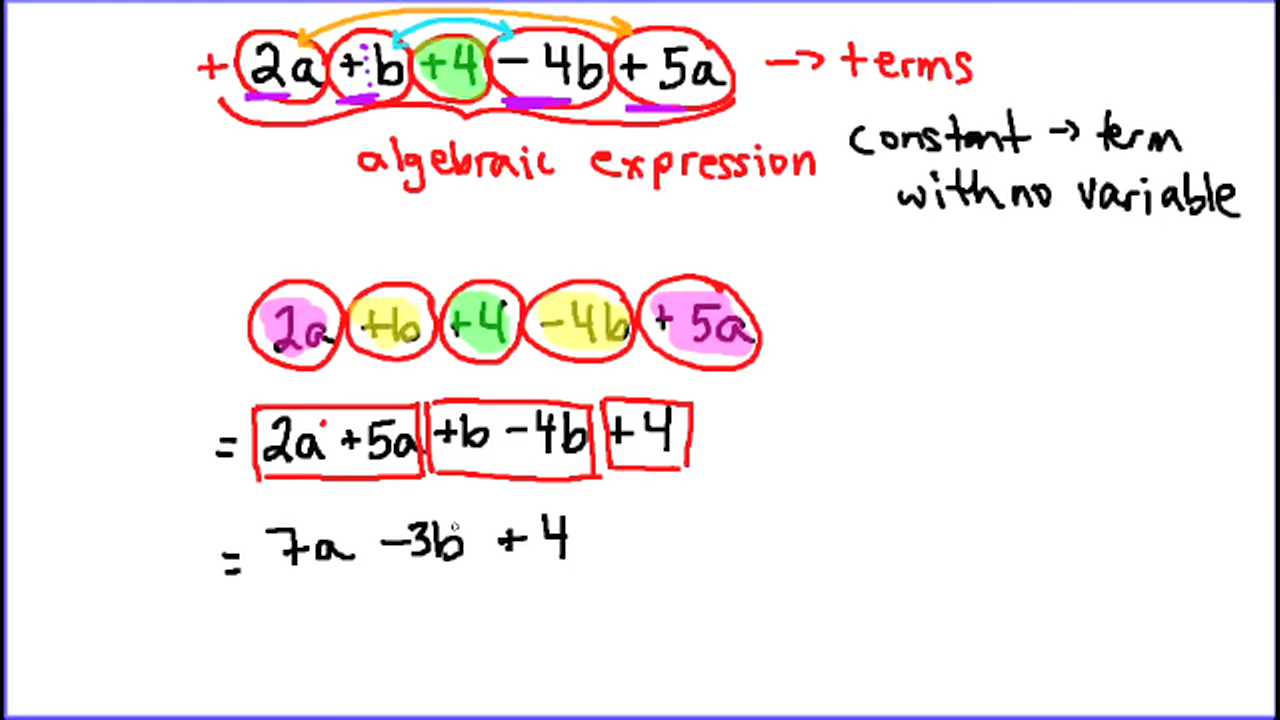 + 2a + b + 4 - 4b + 5a → terms
constant → term
algebraic expression
with no variable
2a + b + 4 - 4b + 5a
= 2a + 5a + b - 4b + 4
= 7a - 3b + 4